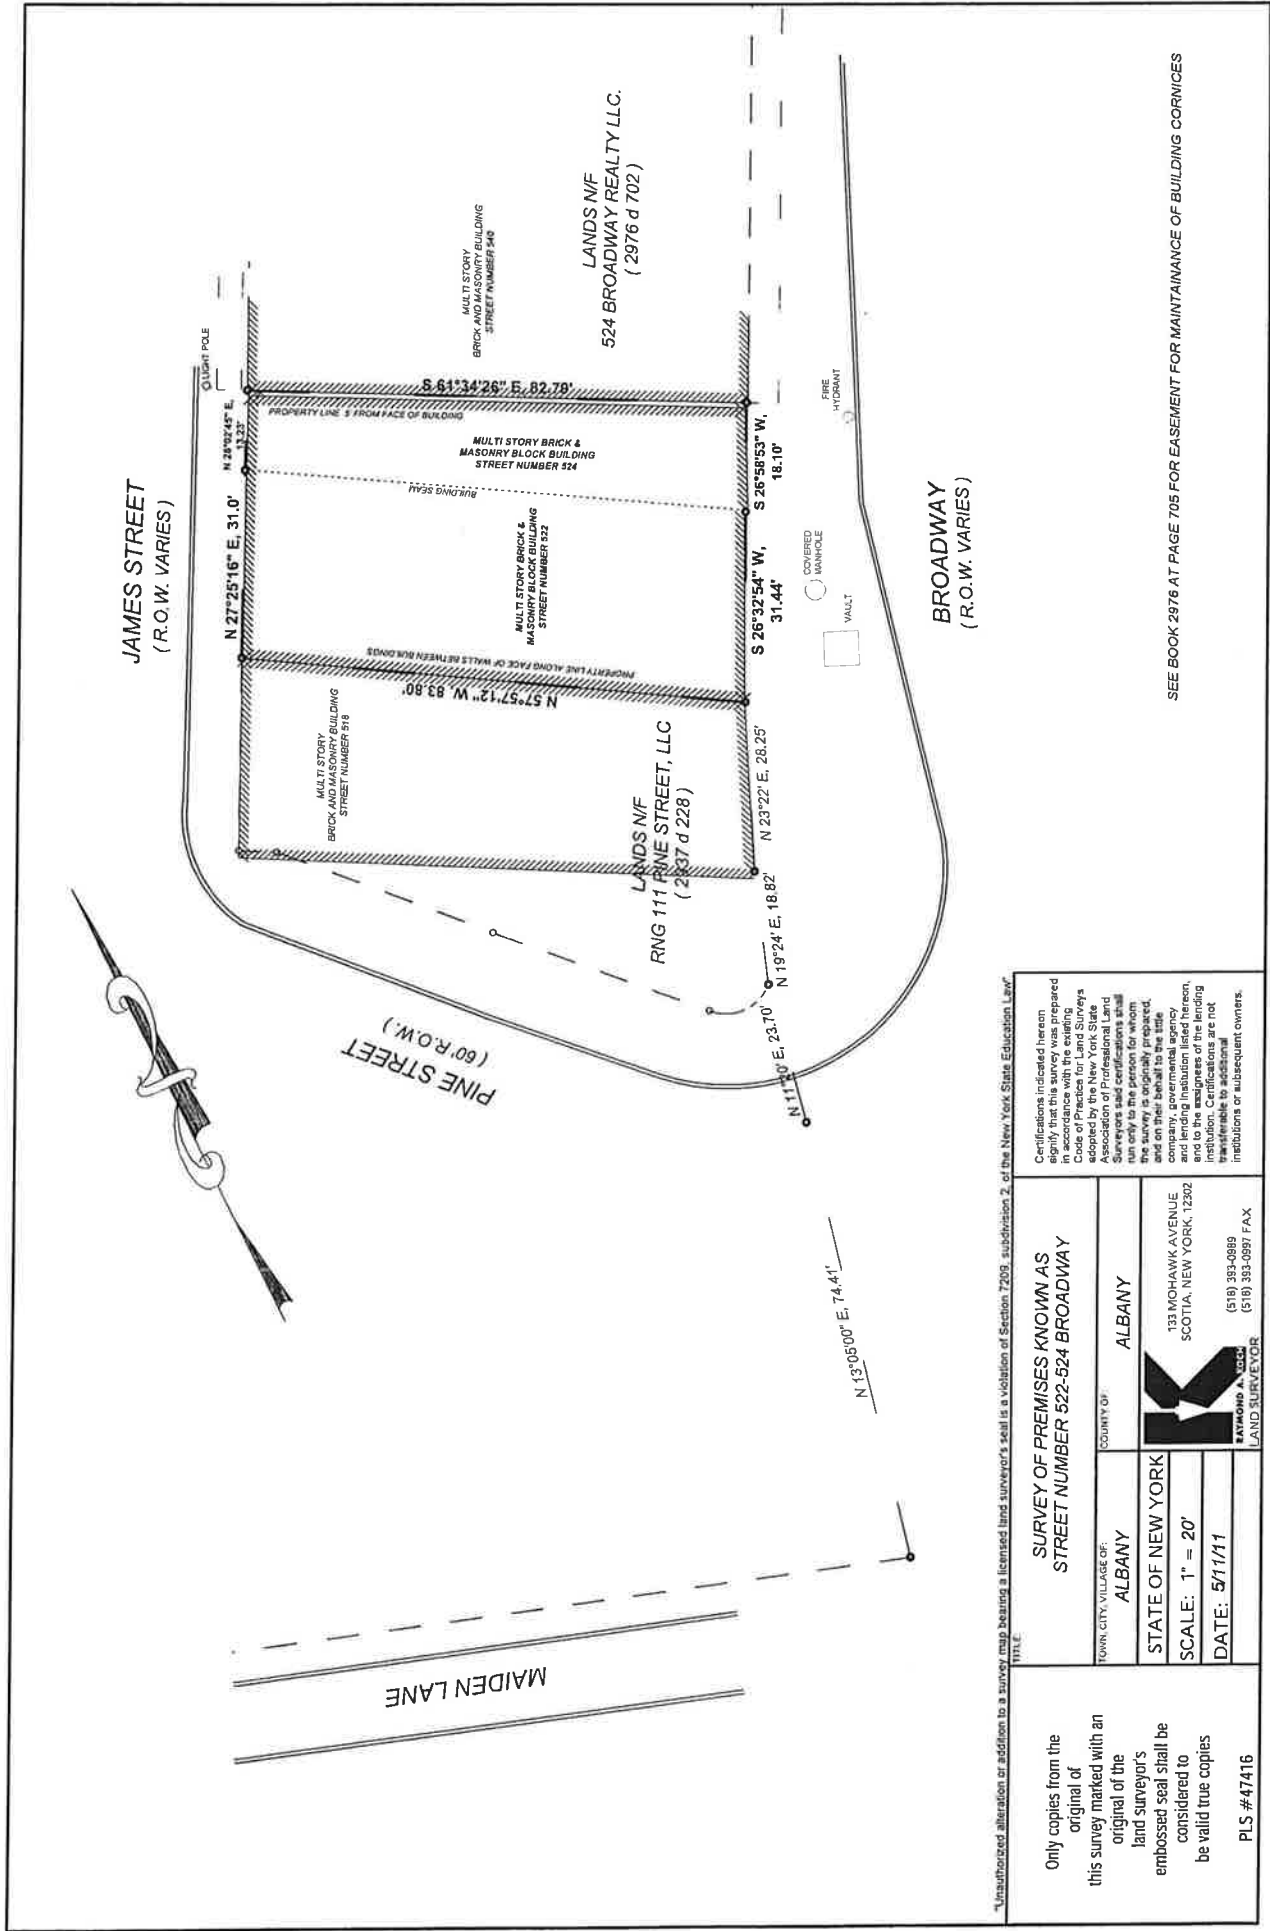 JAMES STREET
( R.O.W. VARIES )
LIGHT POLE
N 27°25'16" E, 31.0'
N 28°02'45" E,
13.23'
S 61°34'26" E, 82.79'
PROPERTY LINE .5' FROM FACE OF BUILDING
MULTI STORY BRICK &
MASONRY BLOCK BUILDING
STREET NUMBER 524
BUILDING SEAM
MULTI STORY BRICK &
MASONRY BLOCK BUILDING
STREET NUMBER 522
PROPERTY LINE ALONG FACE OF WALLS BETWEEN BUILDINGS
N 57°57'12" W, 83.80'
MULTI STORY
BRICK AND MASONRY BUILDING
STREET NUMBER 518
MULTI STORY
BRICK AND MASONRY BUILDING
STREET NUMBER 540
LANDS N/F
524 BROADWAY REALTY LLC.
( 2976 d 702 )
LANDS N/F
RNG 111 PINE STREET, LLC
( 2937 d 228 )
S 26°32'54" W,
31.44'
S 26°58'53" W,
18.10'
N 23°22' E, 28.25'
N 19°24' E, 18.82'
N 11°20' E, 23.70'
N 13°05'00" E, 74.41'
COVERED
MANHOLE
VAULT
FIRE
HYDRANT
BROADWAY
( R.O.W. VARIES )
PINE STREET
( 60' R.O.W. )
MAIDEN LANE
SEE BOOK 2976 AT PAGE 705 FOR EASEMENT FOR MAINTAINANCE OF BUILDING CORNICES
"Unauthorized alteration or addition to a survey map bearing a licensed land surveyor's seal is a violation of Section 7209, subdivision 2, of the New York State Education Law"
Only copies from the
original of
this survey marked with an
original of the
land surveyor's
embossed seal shall be
considered to
be valid true copies
PLS #47416
TITLE:
SURVEY OF PREMISES KNOWN AS
STREET NUMBER 522-524 BROADWAY
TOWN, CITY, VILLAGE OF:
ALBANY
COUNTY OF:
ALBANY
STATE OF NEW YORK
SCALE: 1" = 20'
DATE: 5/11/11
RAYMOND A. KOCH
LAND SURVEYOR
133 MOHAWK AVENUE
SCOTIA, NEW YORK, 12302
(518) 393-0989
(518) 393-0997 FAX
Certifications indicated hereon
signify that this survey was prepared
in accordance with the existing
Code of Practice for Land Surveys
adopted by the New York State
Association of Professional Land
Surveyors said certifications shall
run only to the person for whom
the survey is originally prepared,
and on their behalf to the title
company, govermental agency
and lending institution listed hereon,
and to the assignees of the lending
institution. Certifications are not
transferable to additional
institutions or subsequent owners.